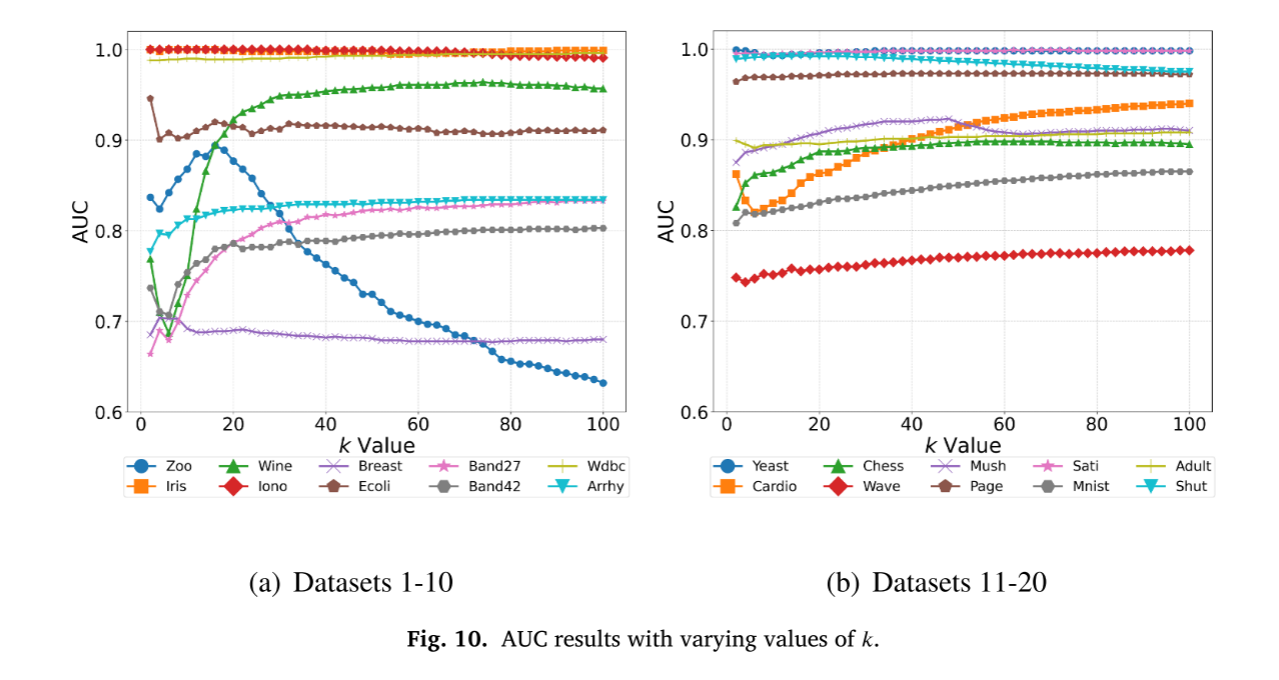 1.0
0.9
0.8
0.7
0.6
AUC
0 20 40 60 80 100
k Value
Zoo Wine Breast Band27 Wdbc
Iris Iono Ecoli Band42 Arrhy
1.0
0.9
0.8
0.7
0.6
AUC
0 20 40 60 80 100
k Value
Yeast Chess Mush Sati Adult
Cardio Wave Page Mnist Shut
(a) Datasets 1-10
(b) Datasets 11-20
Fig. 10. AUC results with varying values of k.